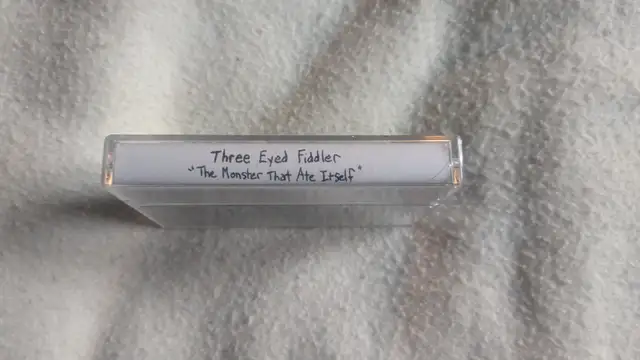 Three Eyed Fiddler
"The Monster That Ate Itself"